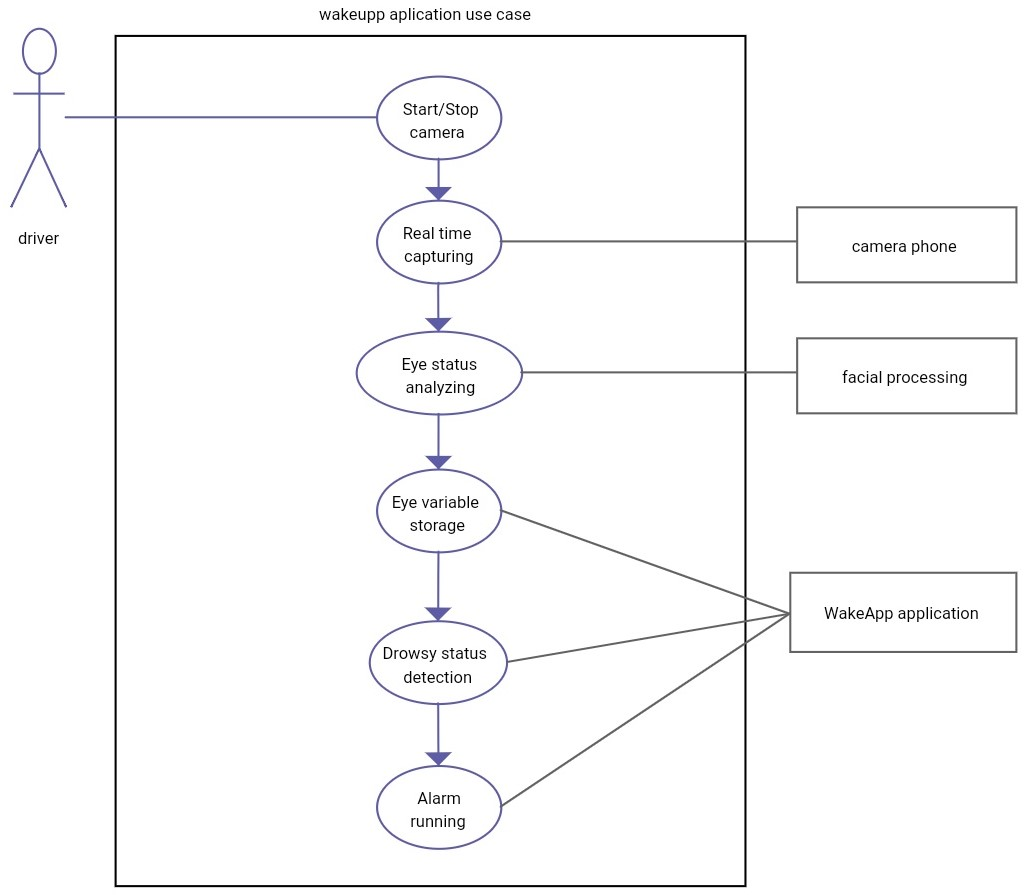 wakeupp aplication use case
Start/Stop
camera
driver
Real time
capturing
camera phone
Eye status
analyzing
facial processing
Eye variable
storage
WakeApp application
Drowsy status
detection
Alarm
running